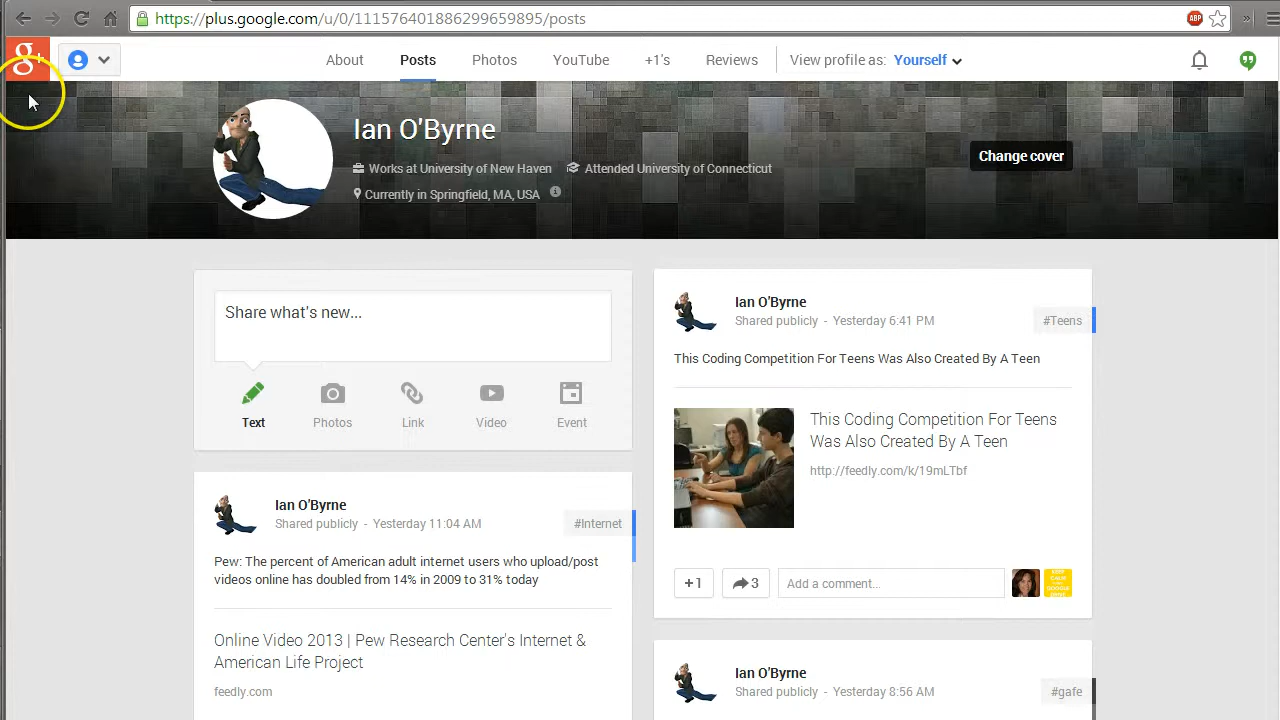 https://plus.google.com/u/0/111576401886299659895/posts
ABP
»
g+
About
Posts
Photos
YouTube
+1's
Reviews
View profile as: Yourself
Ian O'Byrne
Works at University of New Haven
Attended University of Connecticut
Currently in Springfield, MA, USA
Change cover
Share what's new...
Text
Photos
Link
Video
Event
Ian O'Byrne
Shared publicly - Yesterday 11:04 AM
#Internet
Pew: The percent of American adult internet users who upload/post
videos online has doubled from 14% in 2009 to 31% today
Online Video 2013 | Pew Research Center's Internet &
American Life Project
feedly.com
Ian O'Byrne
Shared publicly - Yesterday 6:41 PM
#Teens
This Coding Competition For Teens Was Also Created By A Teen
This Coding Competition For Teens
Was Also Created By A Teen
http://feedly.com/k/19mLTbf
+1
3
Add a comment...
KEEP
CALM
Ian O'Byrne
Shared publicly - Yesterday 8:56 AM
#gafe